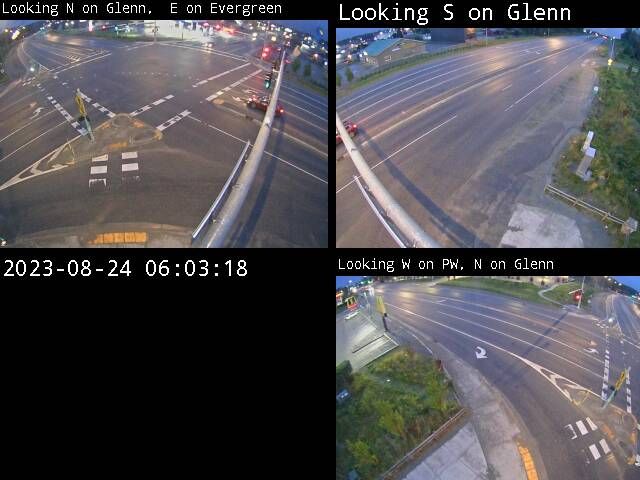 Looking N on Glenn, E on Evergreen
Looking S on Glenn
2023-08-24 06:03:18
Looking W on PW, N on Glenn